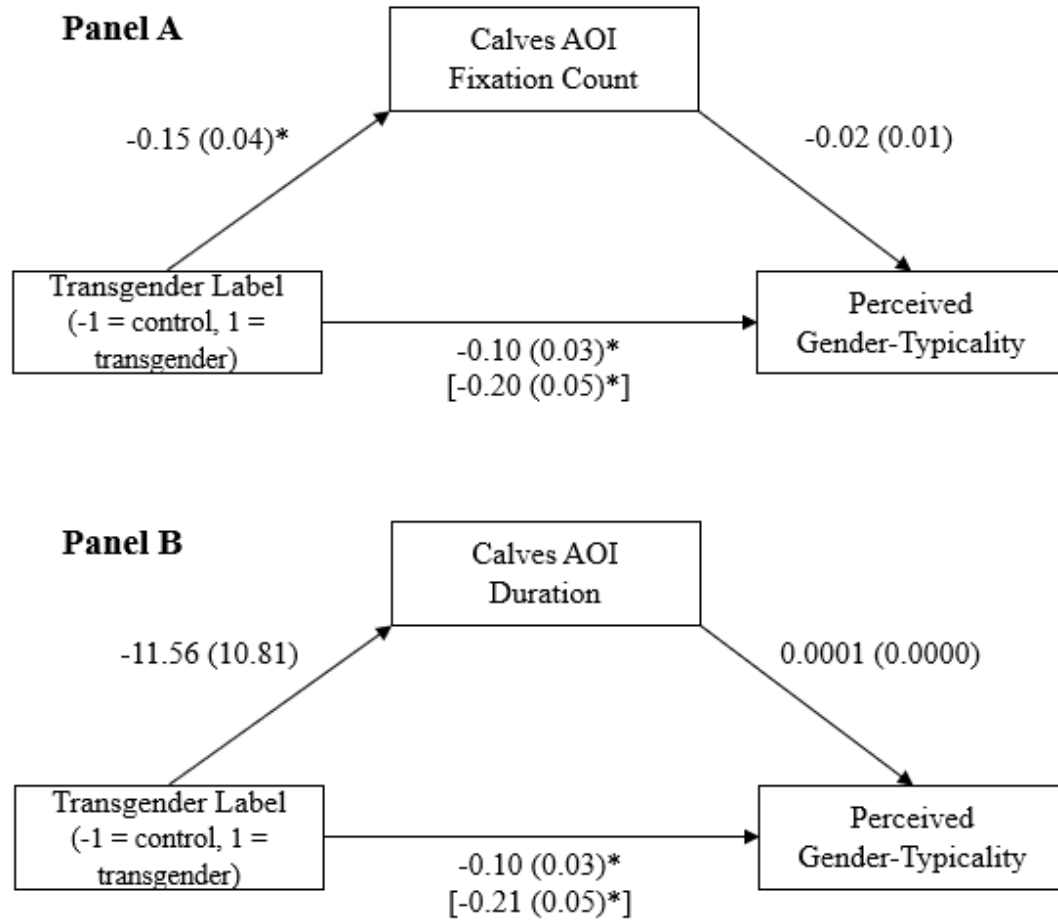 Panel A
Calves AOI
Fixation Count
-0.15 (0.04)*
-0.02 (0.01)
Transgender Label
(-1 = control, 1 =
transgender)
-0.10 (0.03)*
[-0.20 (0.05)*]
Perceived
Gender-Typicality
Panel B
Calves AOI
Duration
-11.56 (10.81)
0.0001 (0.0000)
Transgender Label
(-1 = control, 1 =
transgender)
-0.10 (0.03)*
[-0.21 (0.05)*]
Perceived
Gender-Typicality